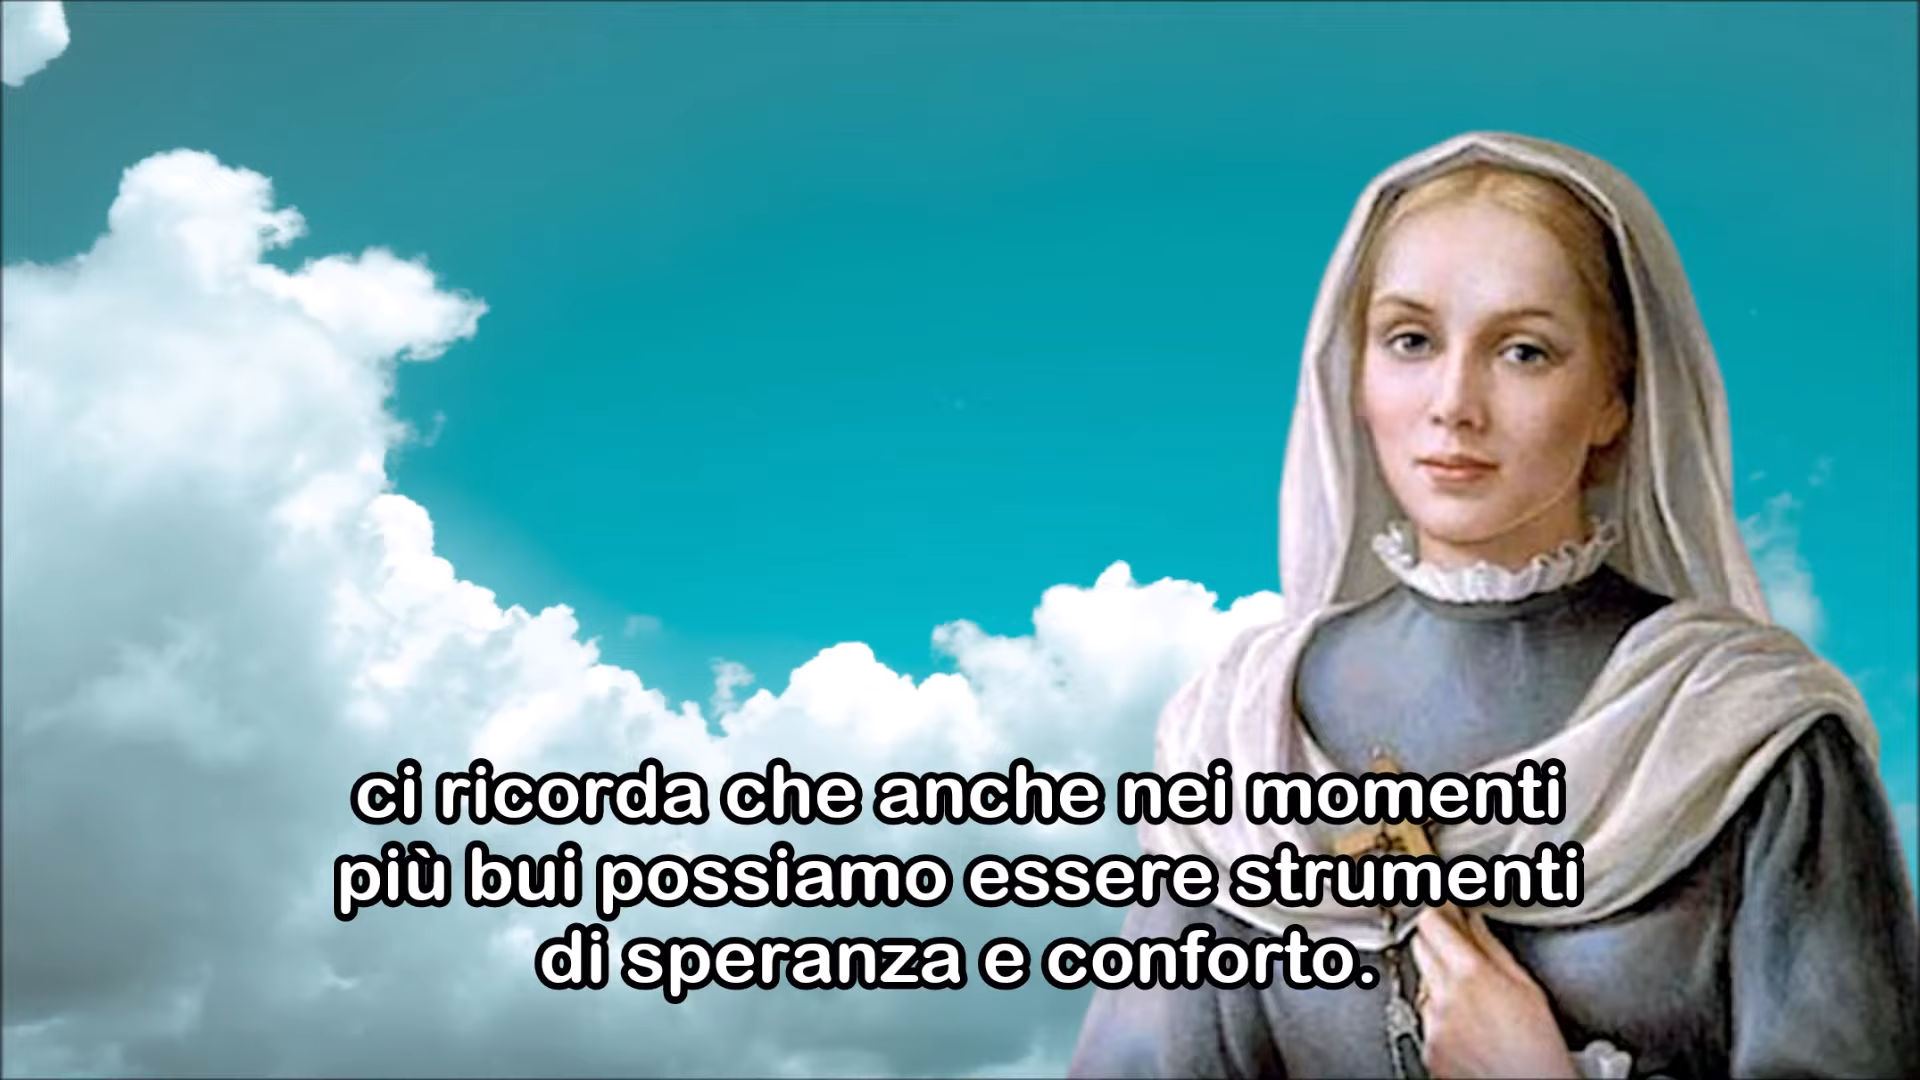 ci ricorda che anche nei momenti
più bui possiamo essere strumenti
di speranza e conforto.